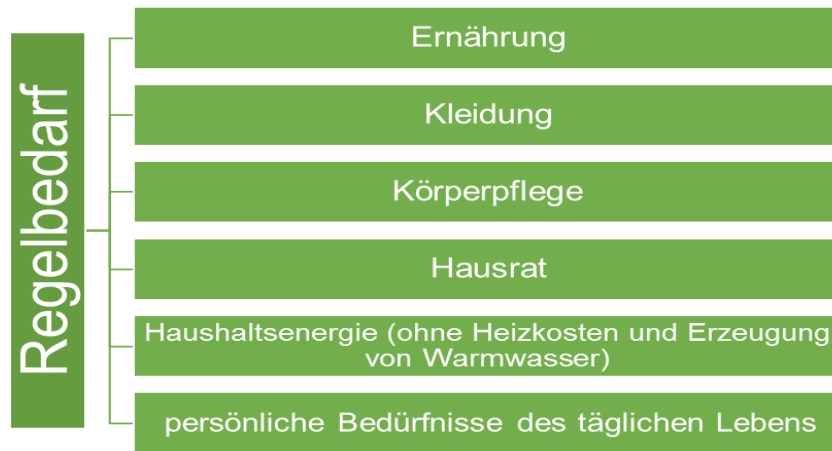 Regelbedarf
Ernährung
Kleidung
Körperpflege
Hausrat
Haushaltsenergie (ohne Heizkosten und Erzeugung
von Warmwasser)
persönliche Bedürfnisse des täglichen Lebens